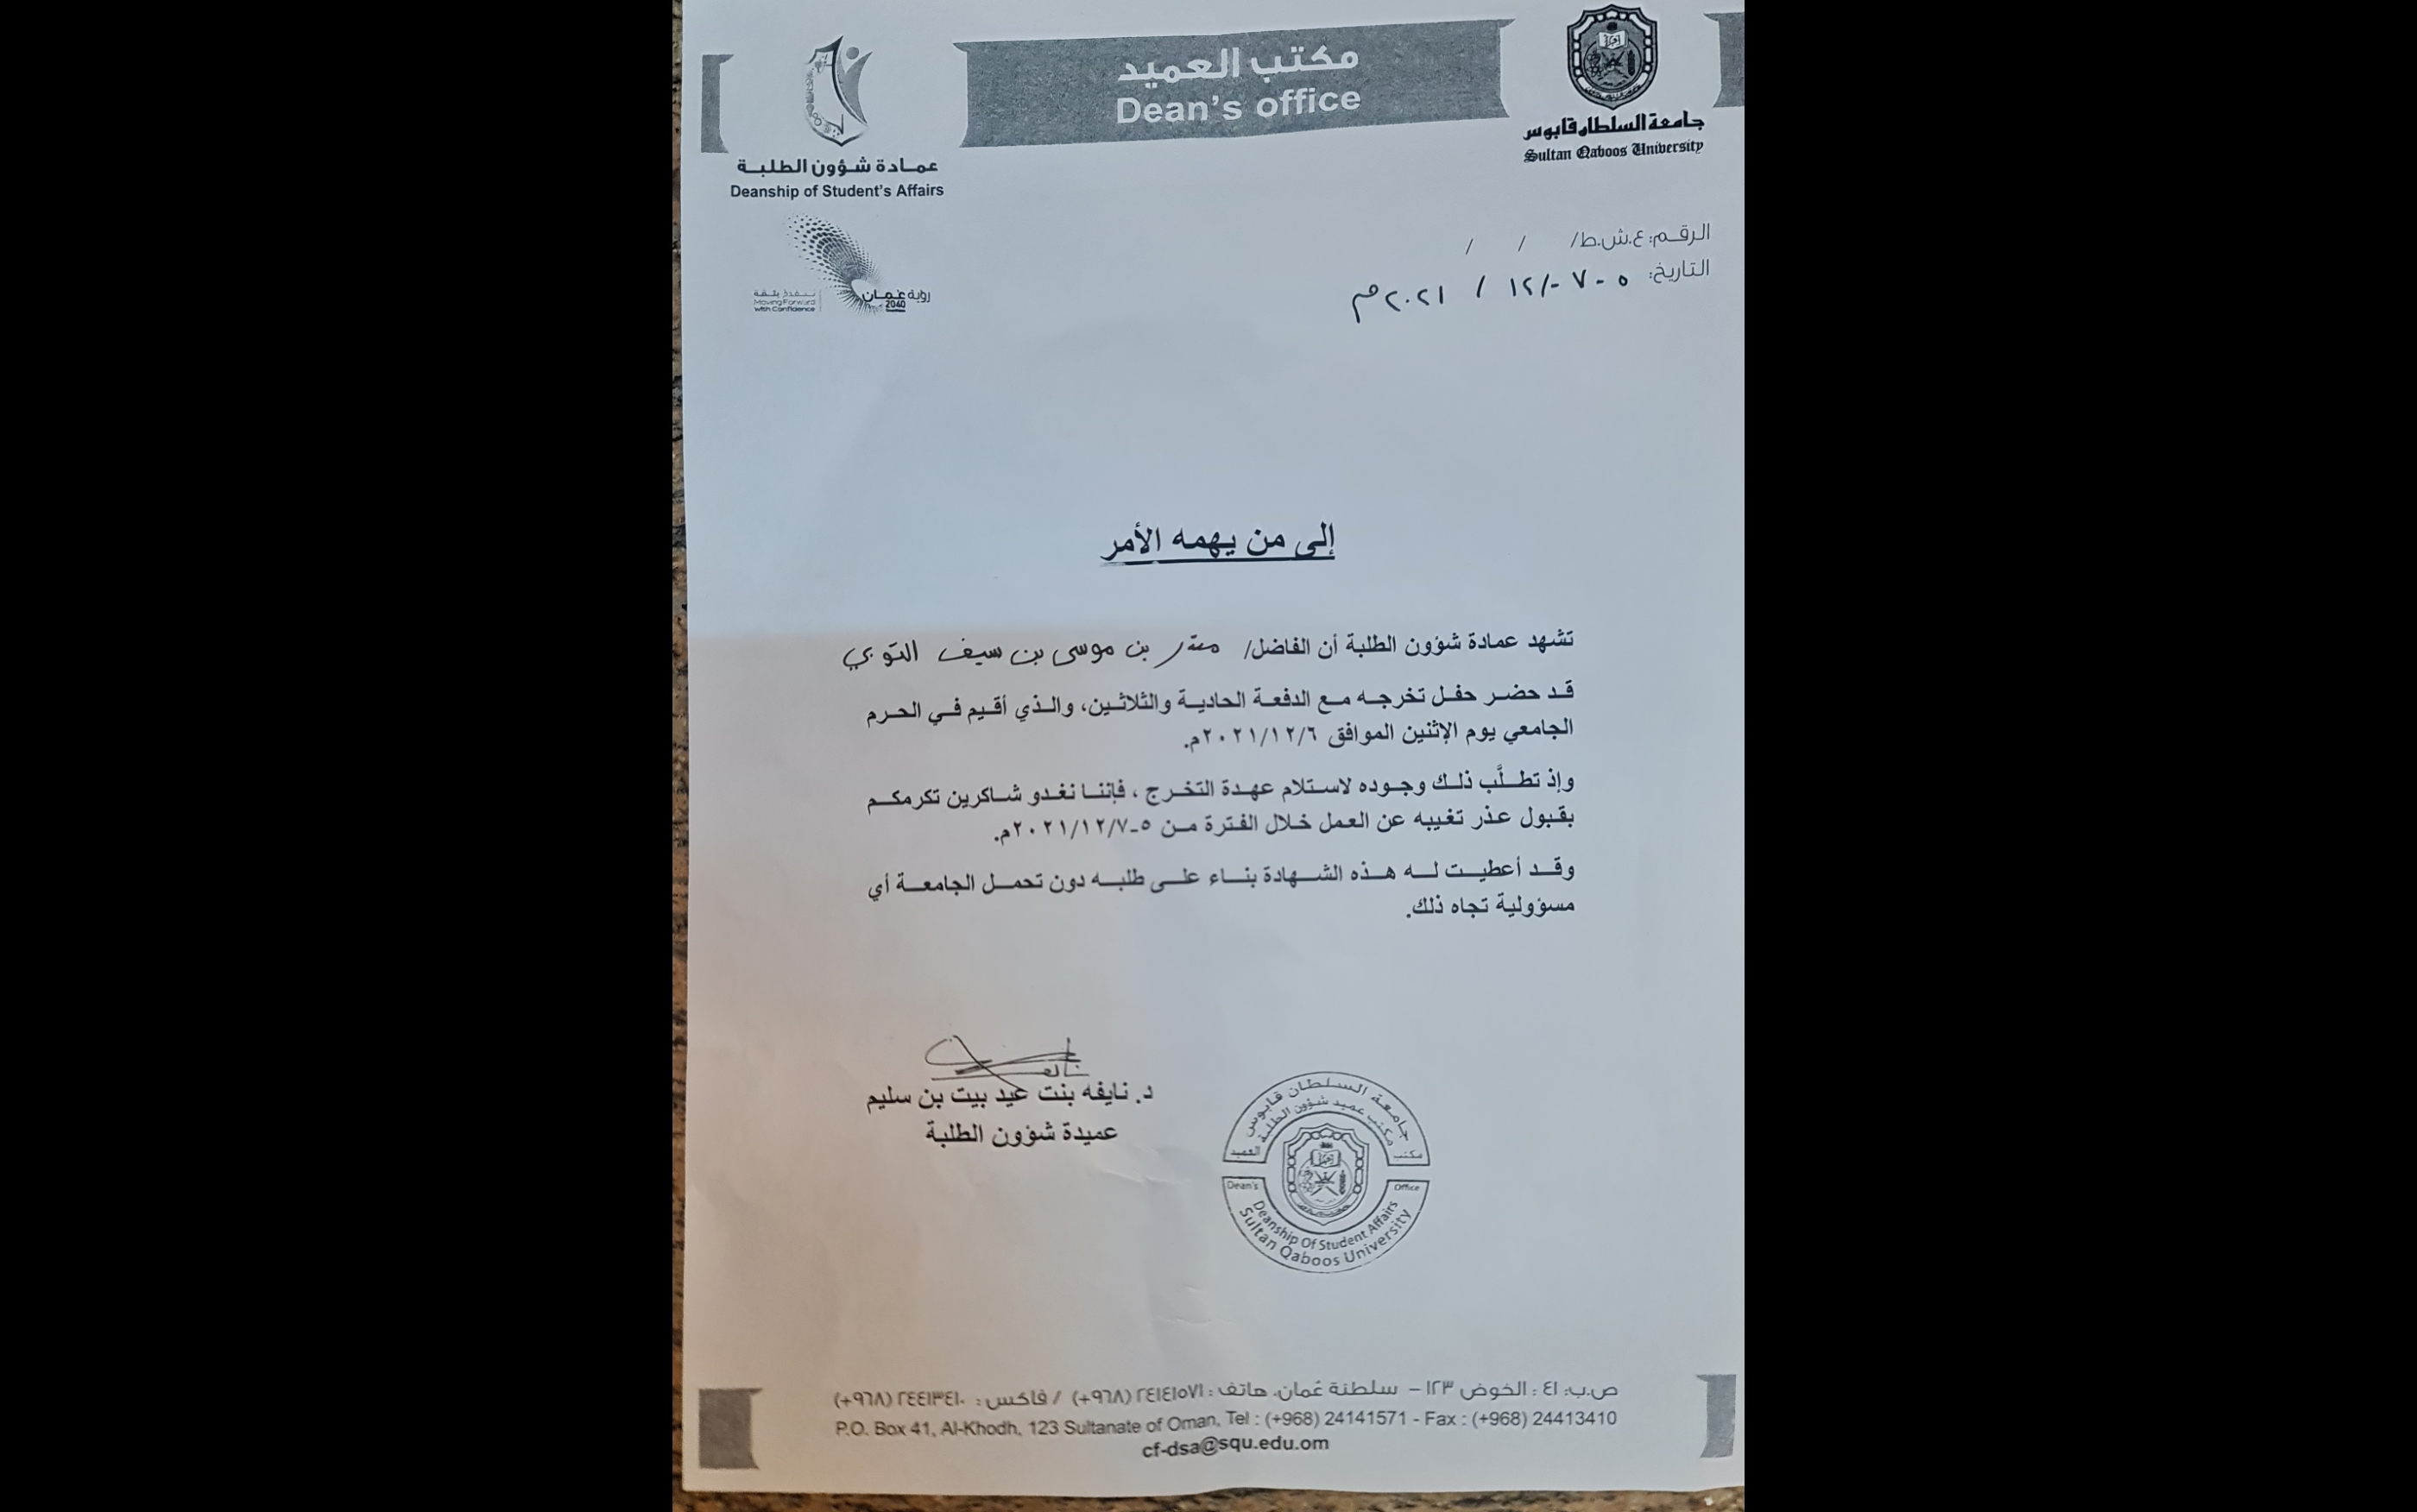 مكتب العميد
Dean's office
جامعة السلطان قابوس
Sultan Qaboos University
عمادة شؤون الطلبة
Deanship of Student's Affairs
رؤية عُمان
2040
نتقدم بثقة
Moving Forward
with Confidence
الرقم: ع.ش.ط/ / /
التاريخ: ٥-٧-/١٢ / ٢٠٢١م
إلى من يهمه الأمر
تشهد عمادة شؤون الطلبة أن الفاضل/ بن موسى بن سيف التوبي
قد حضر حفل تخرجه مع الدفعة الحادية والثلاثين، والذي أقيم في الحرم
الجامعي يوم الإثنين الموافق ٢٠٢١/١٢/٦م.
وإذ تطلَّب ذلك وجوده لاستلام عهدة التخرج ، فإننا نغدو شاكرين تكرمكم
بقبول عذر تغيبه عن العمل خلال الفترة من ٥-٢٠٢١/١٢/٧م.
وقد أعطيت له هذه الشهادة بناء على طلبه دون تحمل الجامعة أي
مسؤولية تجاه ذلك.
د. نايفه بنت عيد بيت بن سليم
عميدة شؤون الطلبة
جامعة السلطان قابوس
مكتب عميد شؤون الطلبة
مكتب العميد
Dean's Office
Deanship Of Student Affairs
Sultan Qaboos University
ص.ب: ٤١ : الخوض ١٢٣ – سلطنة عُمان، هاتف : ٢٤١٤١٥٧١ (٩٦٨+) / فاكس : ٢٤٤١٣٤١٠ (٩٦٨+)
P.O. Box 41, Al-Khodh, 123 Sultanate of Oman, Tel : (+968) 24141571 - Fax : (+968) 24413410
cf-dsa@squ.edu.om